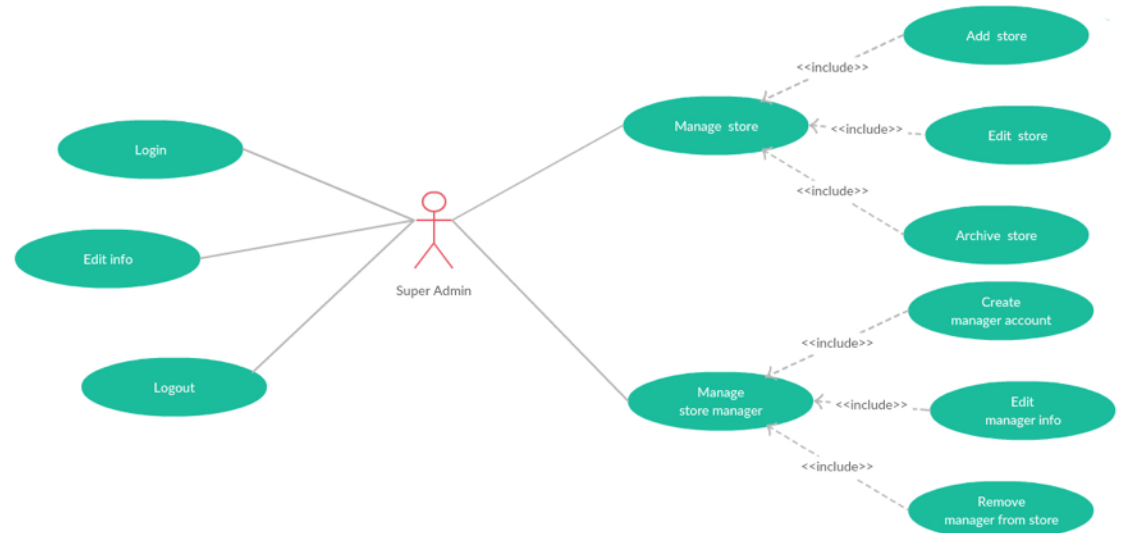 Add store
<<include>>
Manage store
<<include>>
Edit store
Login
<<include>>
Archive store
Edit info
Super Admin
Create
manager account
<<include>>
Logout
Manage
store manager
<<include>>
Edit
manager info
<<include>>
Remove
manager from store